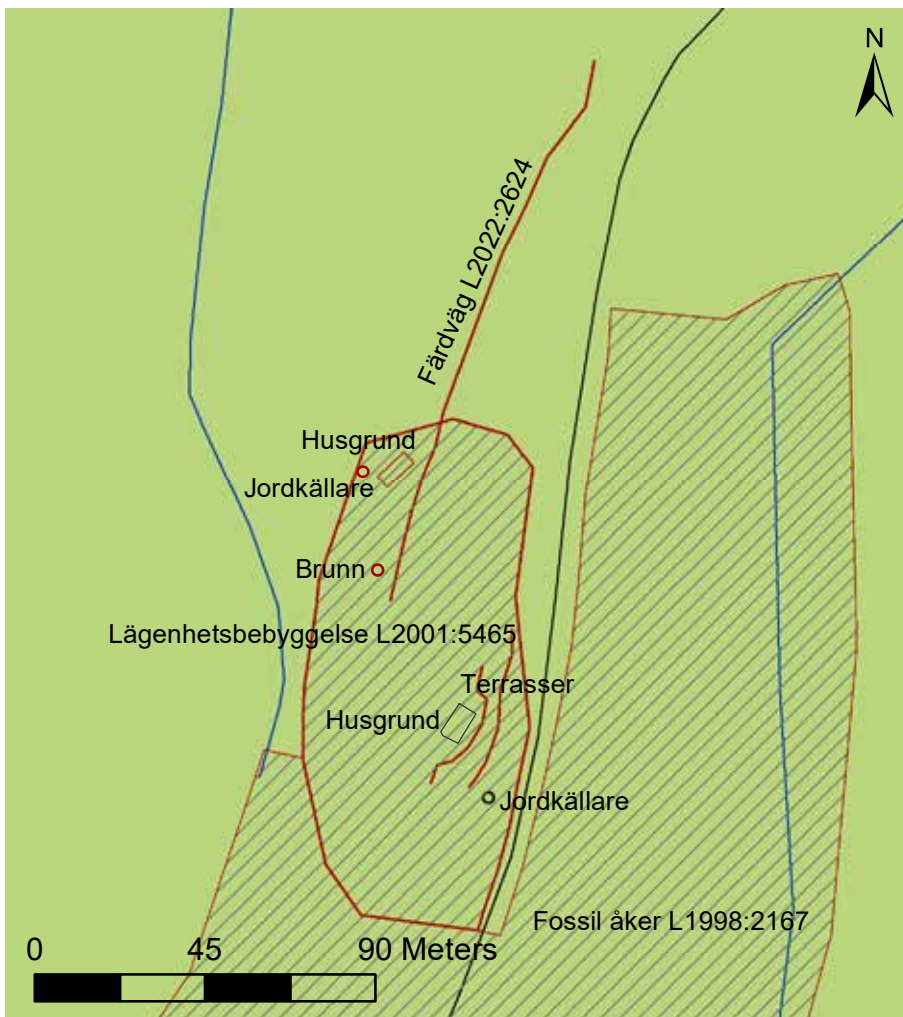 N
Färdväg L2022:2624
Husgrund
Jordkällare
Brunn
Lägenhetsbebyggelse L2001:5465
Terrasser
Husgrund
Jordkällare
Fossil åker L1998:2167
0 45 90 Meters